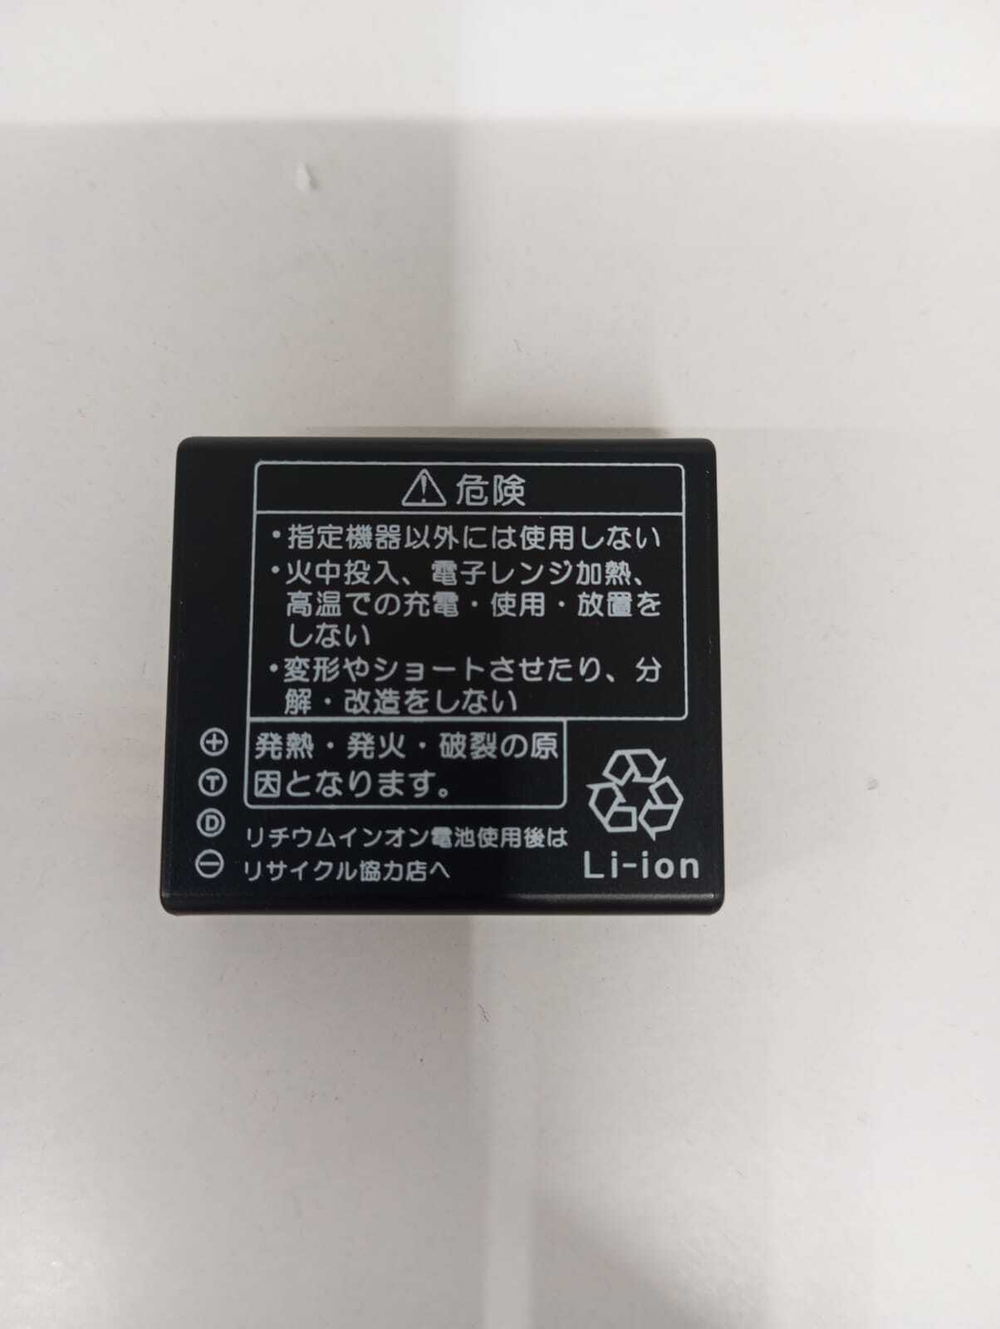 ⚠危険
・指定機器以外には使用しない
・火中投入、電子レンジ加熱、
高温での充電・使用・放置を
しない
・変形やショートさせたり、分
解・改造をしない
発熱・発火・破裂の原
因となります。
⊕
T
D
⊖
リチウムインオン電池使用後は
リサイクル協力店へ
Li-ion